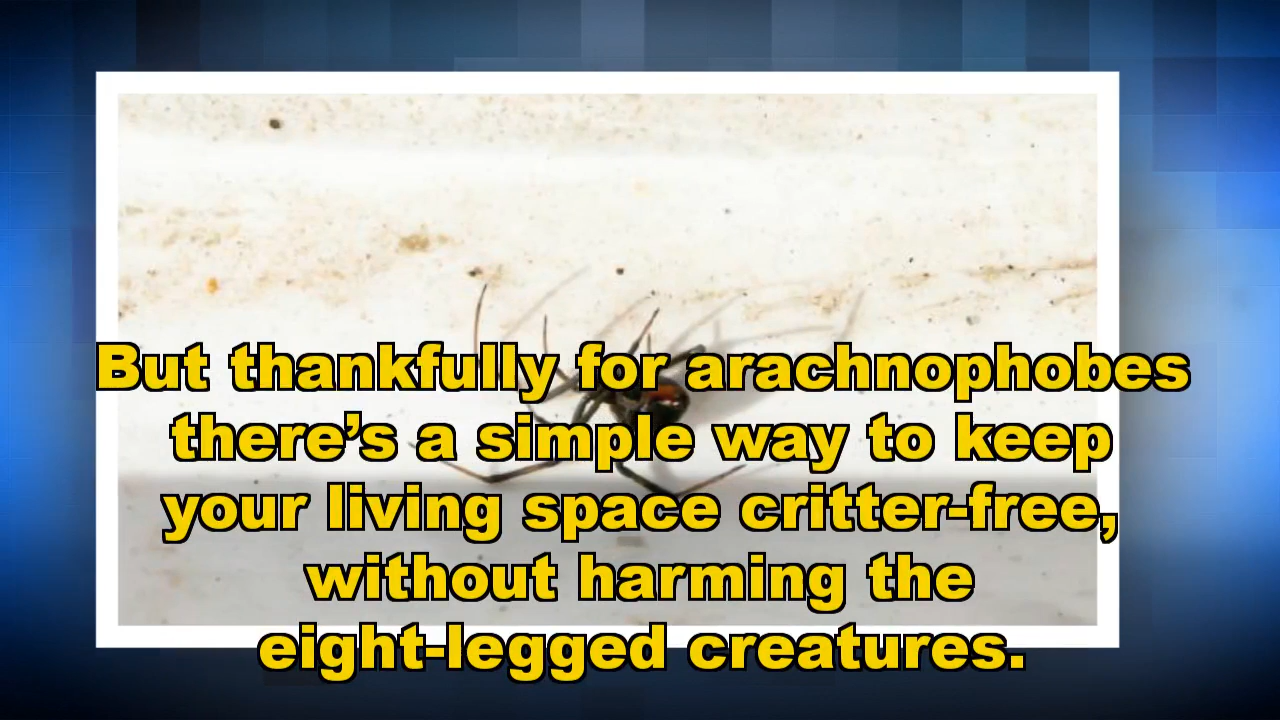 But thankfully for arachnophobes
there’s a simple way to keep
your living space critter-free,
without harming the
eight-legged creatures.